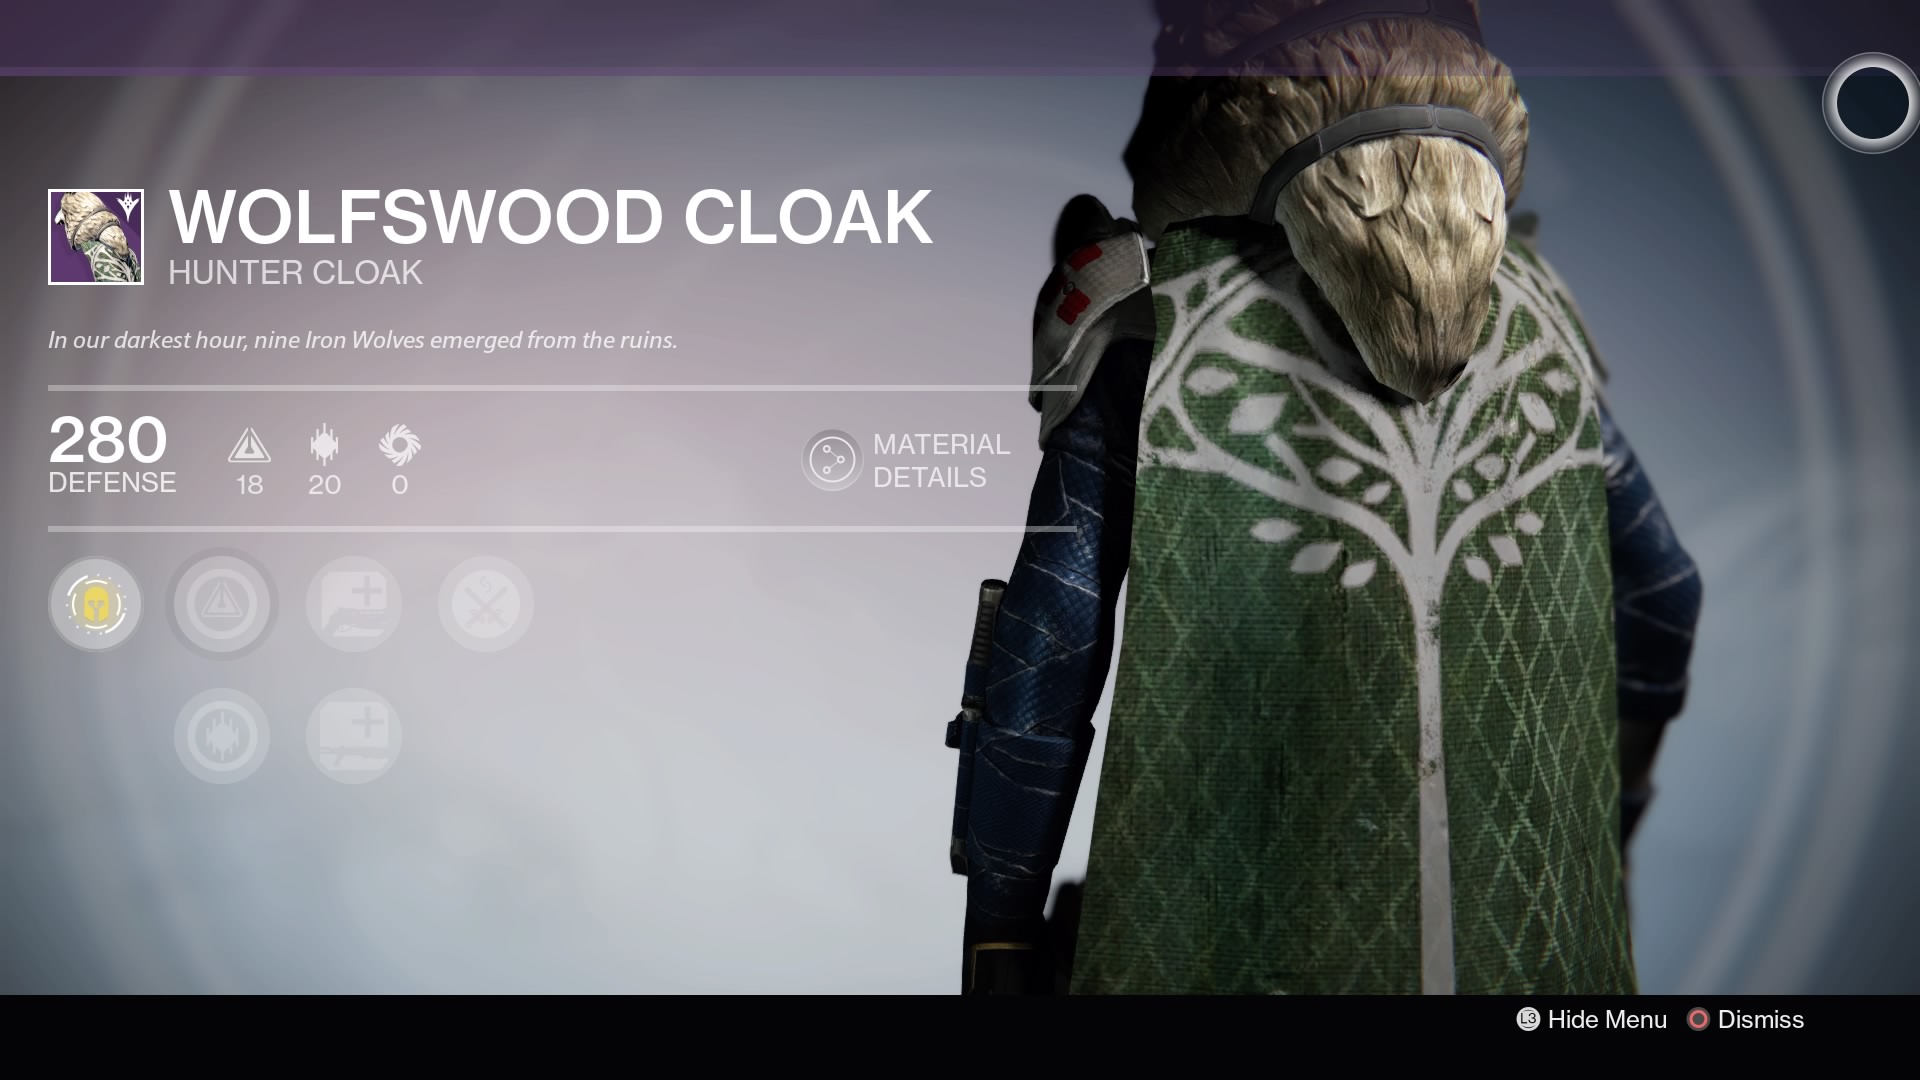 WOLFSWOOD CLOAK
HUNTER CLOAK
In our darkest hour, nine Iron Wolves emerged from the ruins.
280
DEFENSE
18
20
0
MATERIAL
DETAILS
L3 Hide Menu
Dismiss